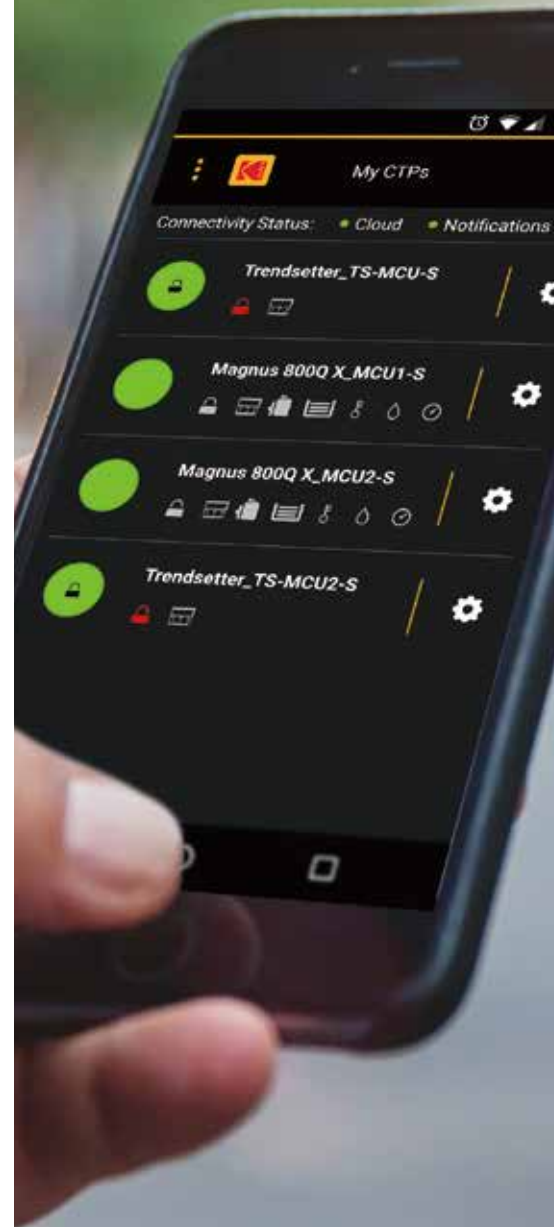 My CTPs
Connectivity Status: Cloud Notifications
Trendsetter_TS-MCU-S
Magnus 800Q X_MCU1-S
Magnus 800Q X_MCU2-S
Trendsetter_TS-MCU2-S